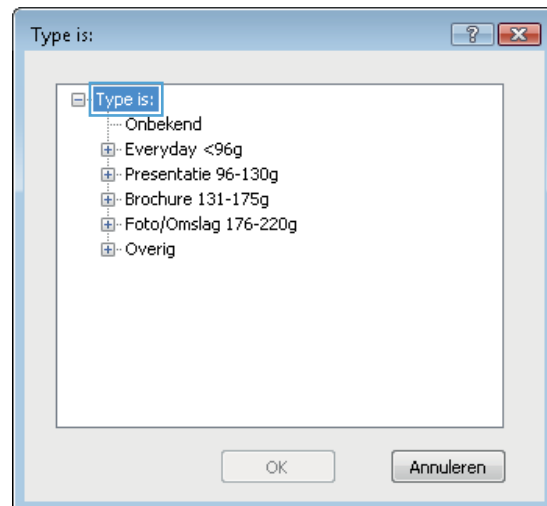 Type is:
Type is:
Onbekend
Everyday <96g
Presentatie 96-130g
Brochure 131-175g
Foto/Omslag 176-220g
Overig
OK Annuleren